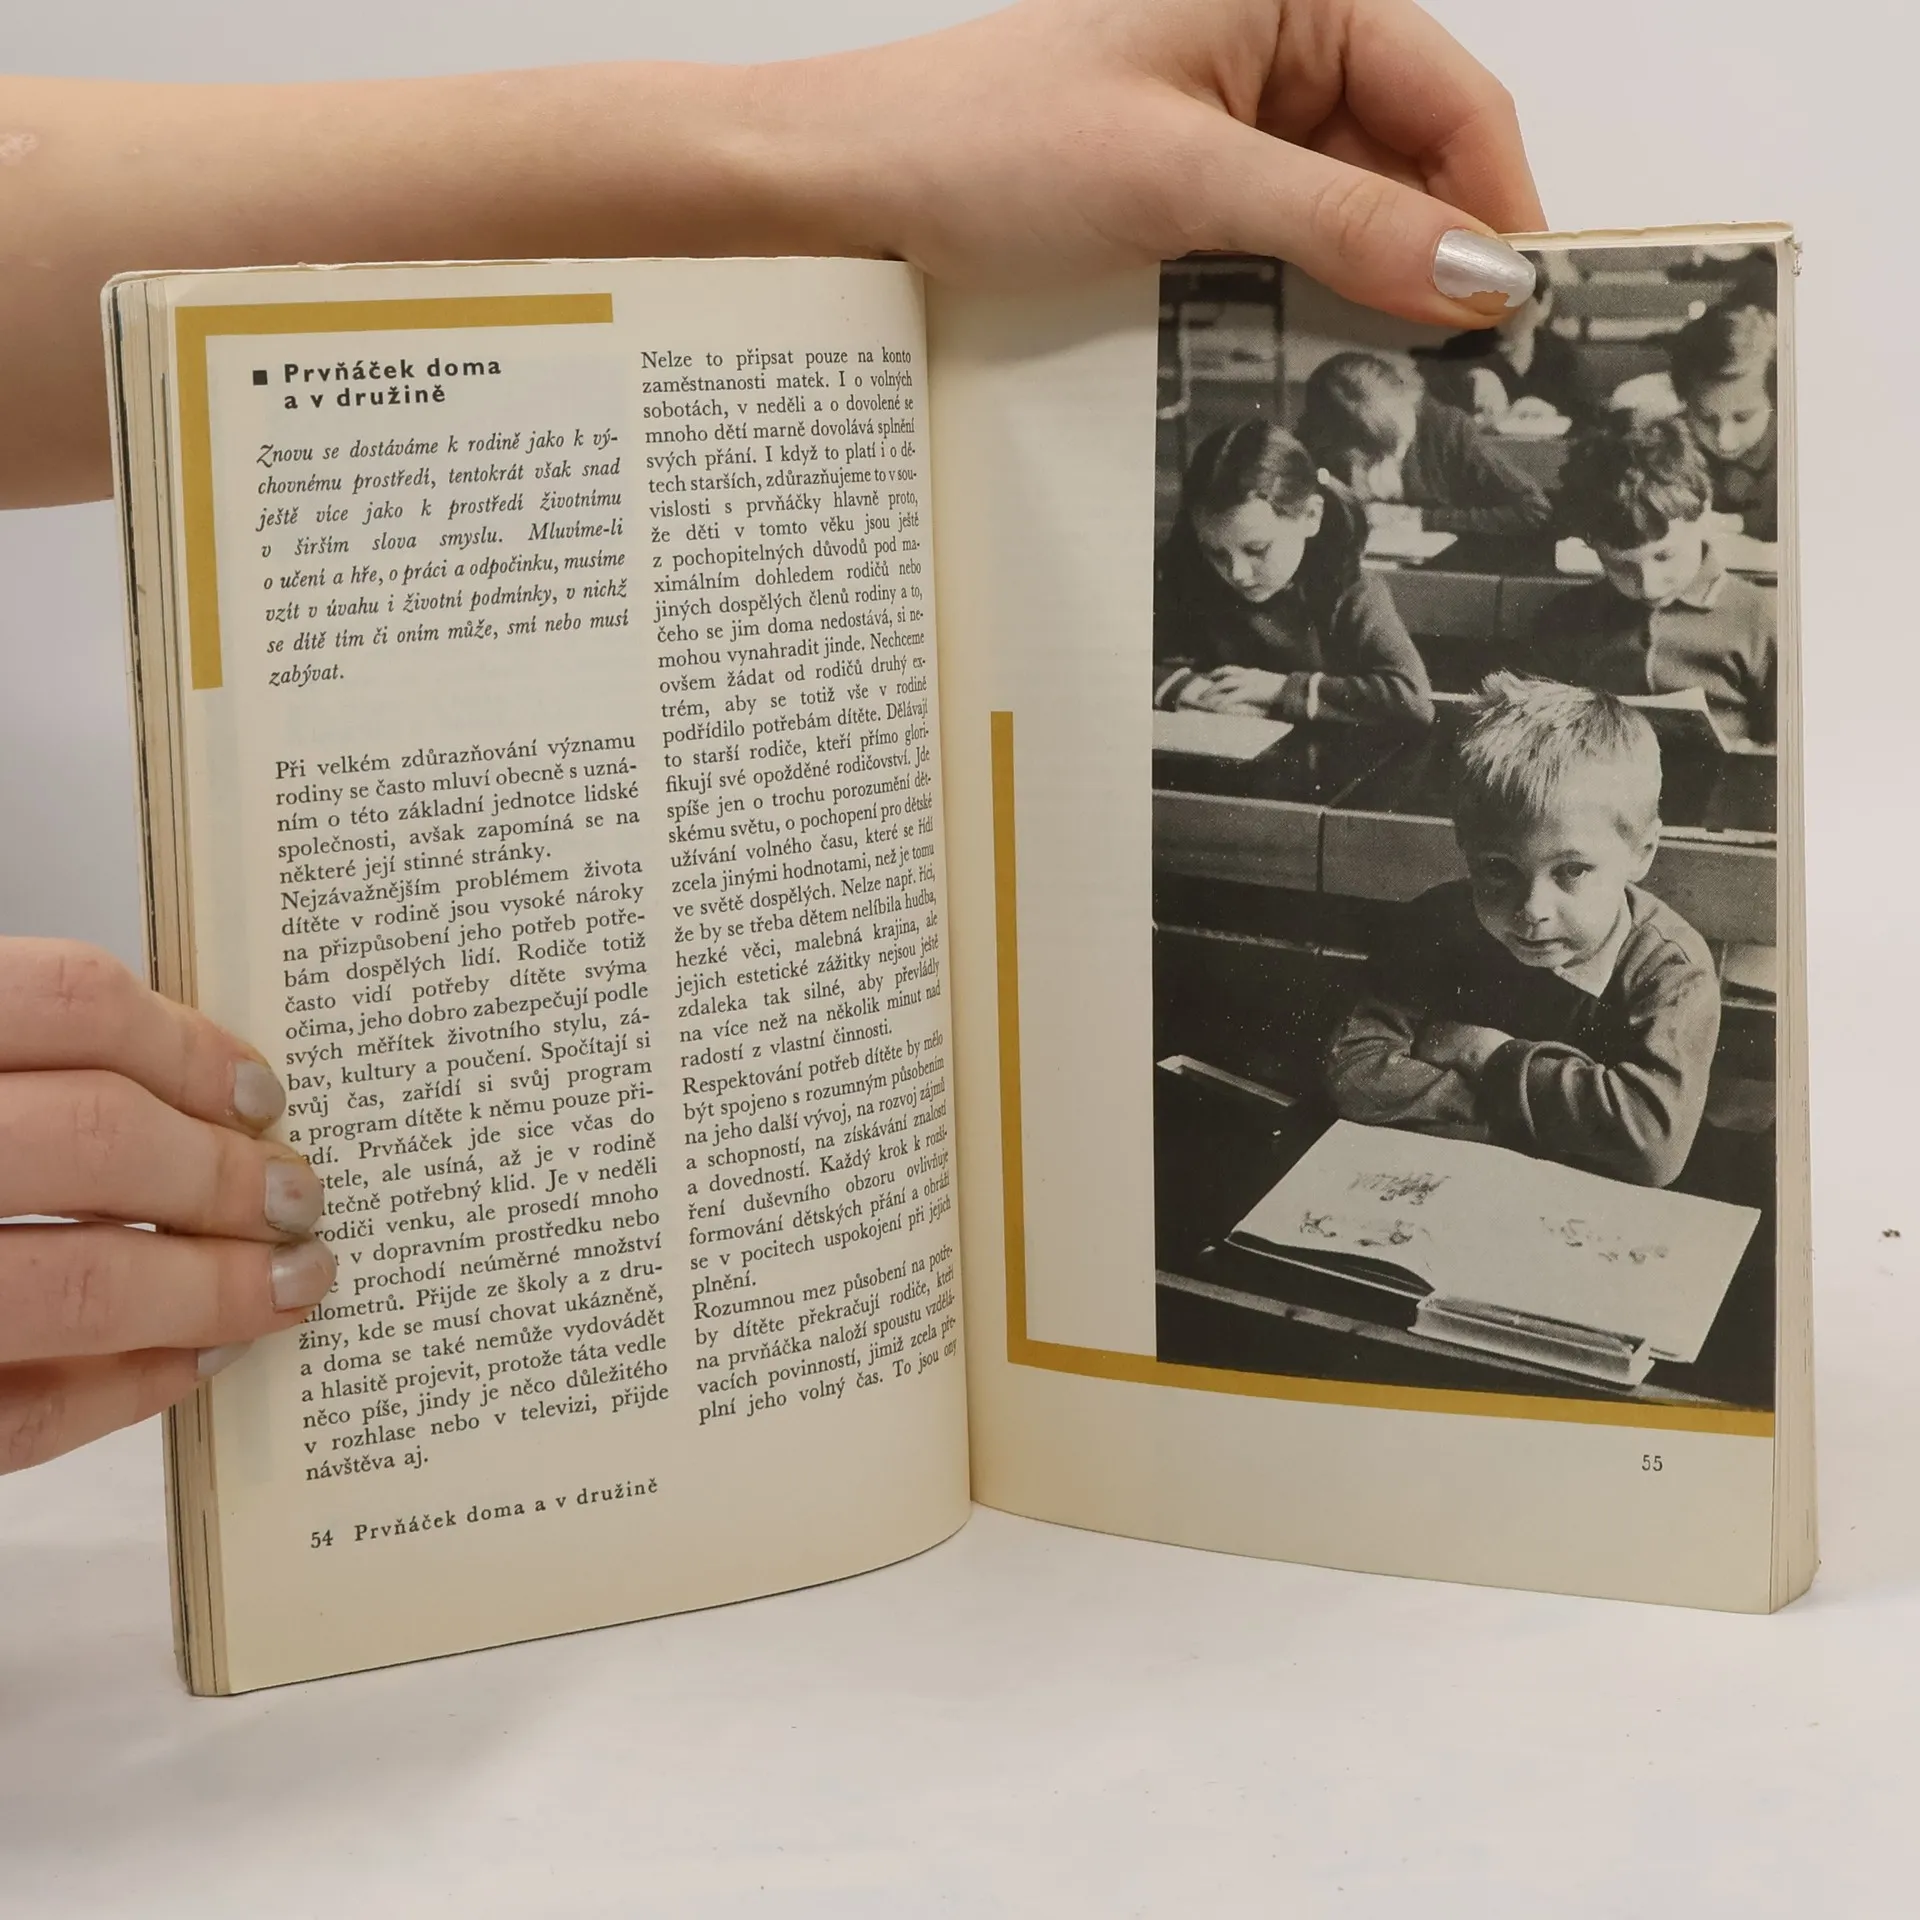 Prvňáček doma
a v družině
Znovu se dostáváme k rodině jako k vý-
chovnému prostředí, tentokrát však snad
ještě více jako k prostředí životnímu
v širším slova smyslu. Mluvíme-li
o učení a hře, o práci a odpočinku, musíme
vzít v úvahu i životní podmínky, v nichž
se dítě tím či oním může, smí nebo musí
zabývat.
Při velkém zdůrazňování významu
rodiny se často mluví obecně s uzná-
ním o této základní jednotce lidské
společnosti, avšak zapomíná se na
některé její stinné stránky.
Nejzávažnějším problémem života
dítěte v rodině jsou vysoké nároky
na přizpůsobení jeho potřeb potře-
bám dospělých lidí. Rodiče totiž
často vidí potřeby dítěte svýma
očima, jeho dobro zabezpečují podle
svých měřítek životního stylu, zá-
bav, kultury a poučení. Spočítají si
svůj čas, zařídí si svůj program
a program dítěte k němu pouze při-
adí. Prvňáček jde sice včas do
stele, ale usíná, až je v rodině
tečně potřebný klid. Je v neděli
rodiči venku, ale prosedí mnoho
v dopravním prostředku nebo
prochodí neúměrné množství
ilometrů. Přijde ze školy a z dru-
žiny, kde se musí chovat ukázněně,
a doma se také nemůže vydovádět
a hlasitě projevit, protože táta vedle
něco píše, jindy je něco důležitého
v rozhlase nebo v televizi, přijde
návštěva aj.
Nelze to připsat pouze na konto
zaměstnanosti matek. I o volných
sobotách, v neděli a o dovolené se
mnoho dětí marně dovolává splnění
svých přání. I když to platí i o dě-
tech starších, zdůrazňujeme to v sou-
vislosti s prvňáčky hlavně proto,
že děti v tomto věku jsou ještě
z pochopitelných důvodů pod ma-
ximálním dohledem rodičů nebo
jiných dospělých členů rodiny a to,
čeho se jim doma nedostává, si ne-
mohou vynahradit jinde. Nechceme
ovšem žádat od rodičů druhý ex-
trém, aby se totiž vše v rodině
podřídilo potřebám dítěte. Dělávají
to starší rodiče, kteří přímo glori-
fikují své opožděné rodičovství. Jde
spíše jen o trochu porozumění dět-
skému světu, o pochopení pro dětské
užívání volného času, které se řídí
zcela jinými hodnotami, než je tomu
ve světě dospělých. Nelze např. říci,
že by se třeba dětem nelíbila hudba,
hezké věci, malebná krajina, ale
jejich estetické zážitky nejsou ještě
zdaleka tak silné, aby převládly
na více než na několik minut nad
radostí z vlastní činnosti.
Respektování potřeb dítěte by mělo
být spojeno s rozumným působením
na jeho další vývoj, na rozvoj zájmů
a schopností, na získávání znalostí
a dovedností. Každý krok k rozší-
ření duševního obzoru ovlivňuje
formování dětských přání a obráží
se v pocitech uspokojení při jejich
plnění.
Rozumnou mez působení na potře-
by dítěte překračují rodiče, kteří
na prvňáčka naloží spoustu vzdělá-
vacích povinností, jimiž zcela pře-
plní jeho volný čas. To jsou ony
54 Prvňáček doma a v družině
55